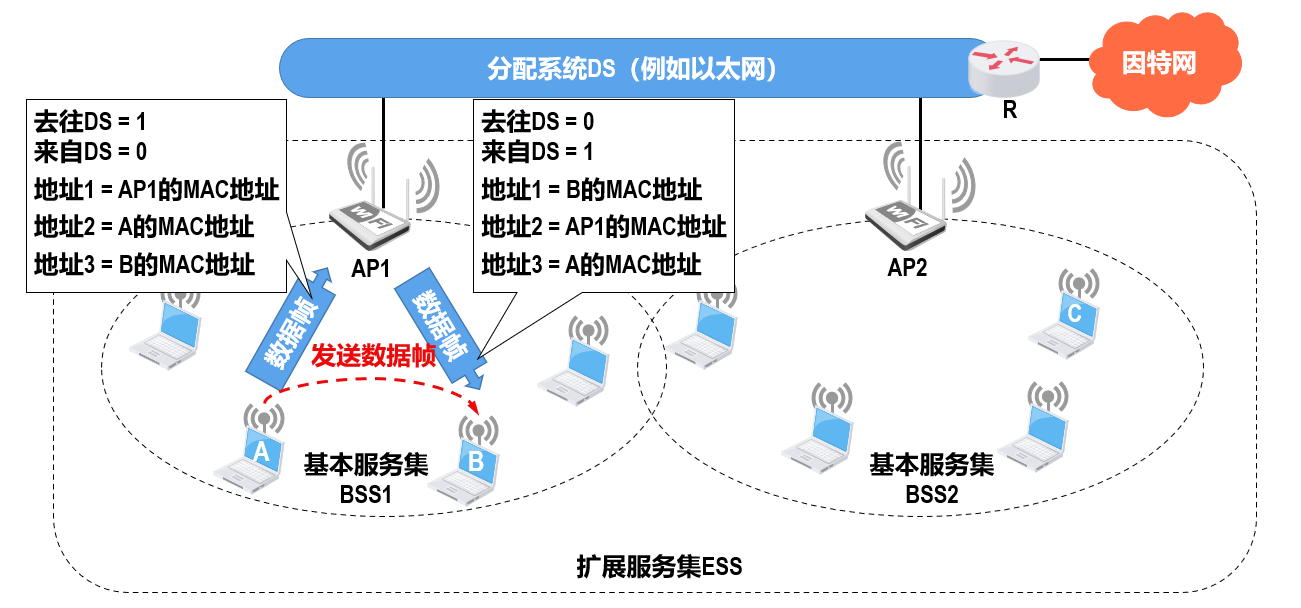 分配系统DS（例如以太网）
因特网
R
去往DS = 1
来自DS = 0
地址1 = AP1的MAC地址
地址2 = A的MAC地址
地址3 = B的MAC地址
去往DS = 0
来自DS = 1
地址1 = B的MAC地址
地址2 = AP1的MAC地址
地址3 = A的MAC地址
WiFi
AP1
WiFi
AP2
数据帧
数据帧
发送数据帧
A
B
C
基本服务集
BSS1
基本服务集
BSS2
扩展服务集ESS